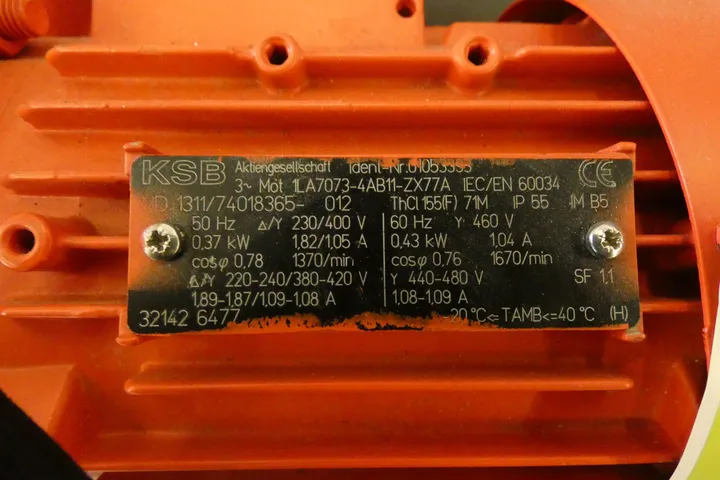 KSB Aktiengesellschaft Ident-Nr.01053393 CE
3~ Mot 1LA7073-4AB11-ZX77A IEC/EN 60034
D 1311/74018365- 012 ThCl.155(F) 71M IP 55 IM B5
50 Hz Δ/Y 230/400 V 60 Hz Y 460 V
0,37 kW 1.82/1.05 A 0,43 kW 1.04 A
cosφ 0,78 1370/min cosφ 0,76 1670/min
Δ/Y 220-240/380-420 V Y 440-480 V SF 1.1
1.89-1.87/1.09-1.08 A 1.08-1.09 A
32142 6477 -20 °C<= TAMB<=40 °C (H)